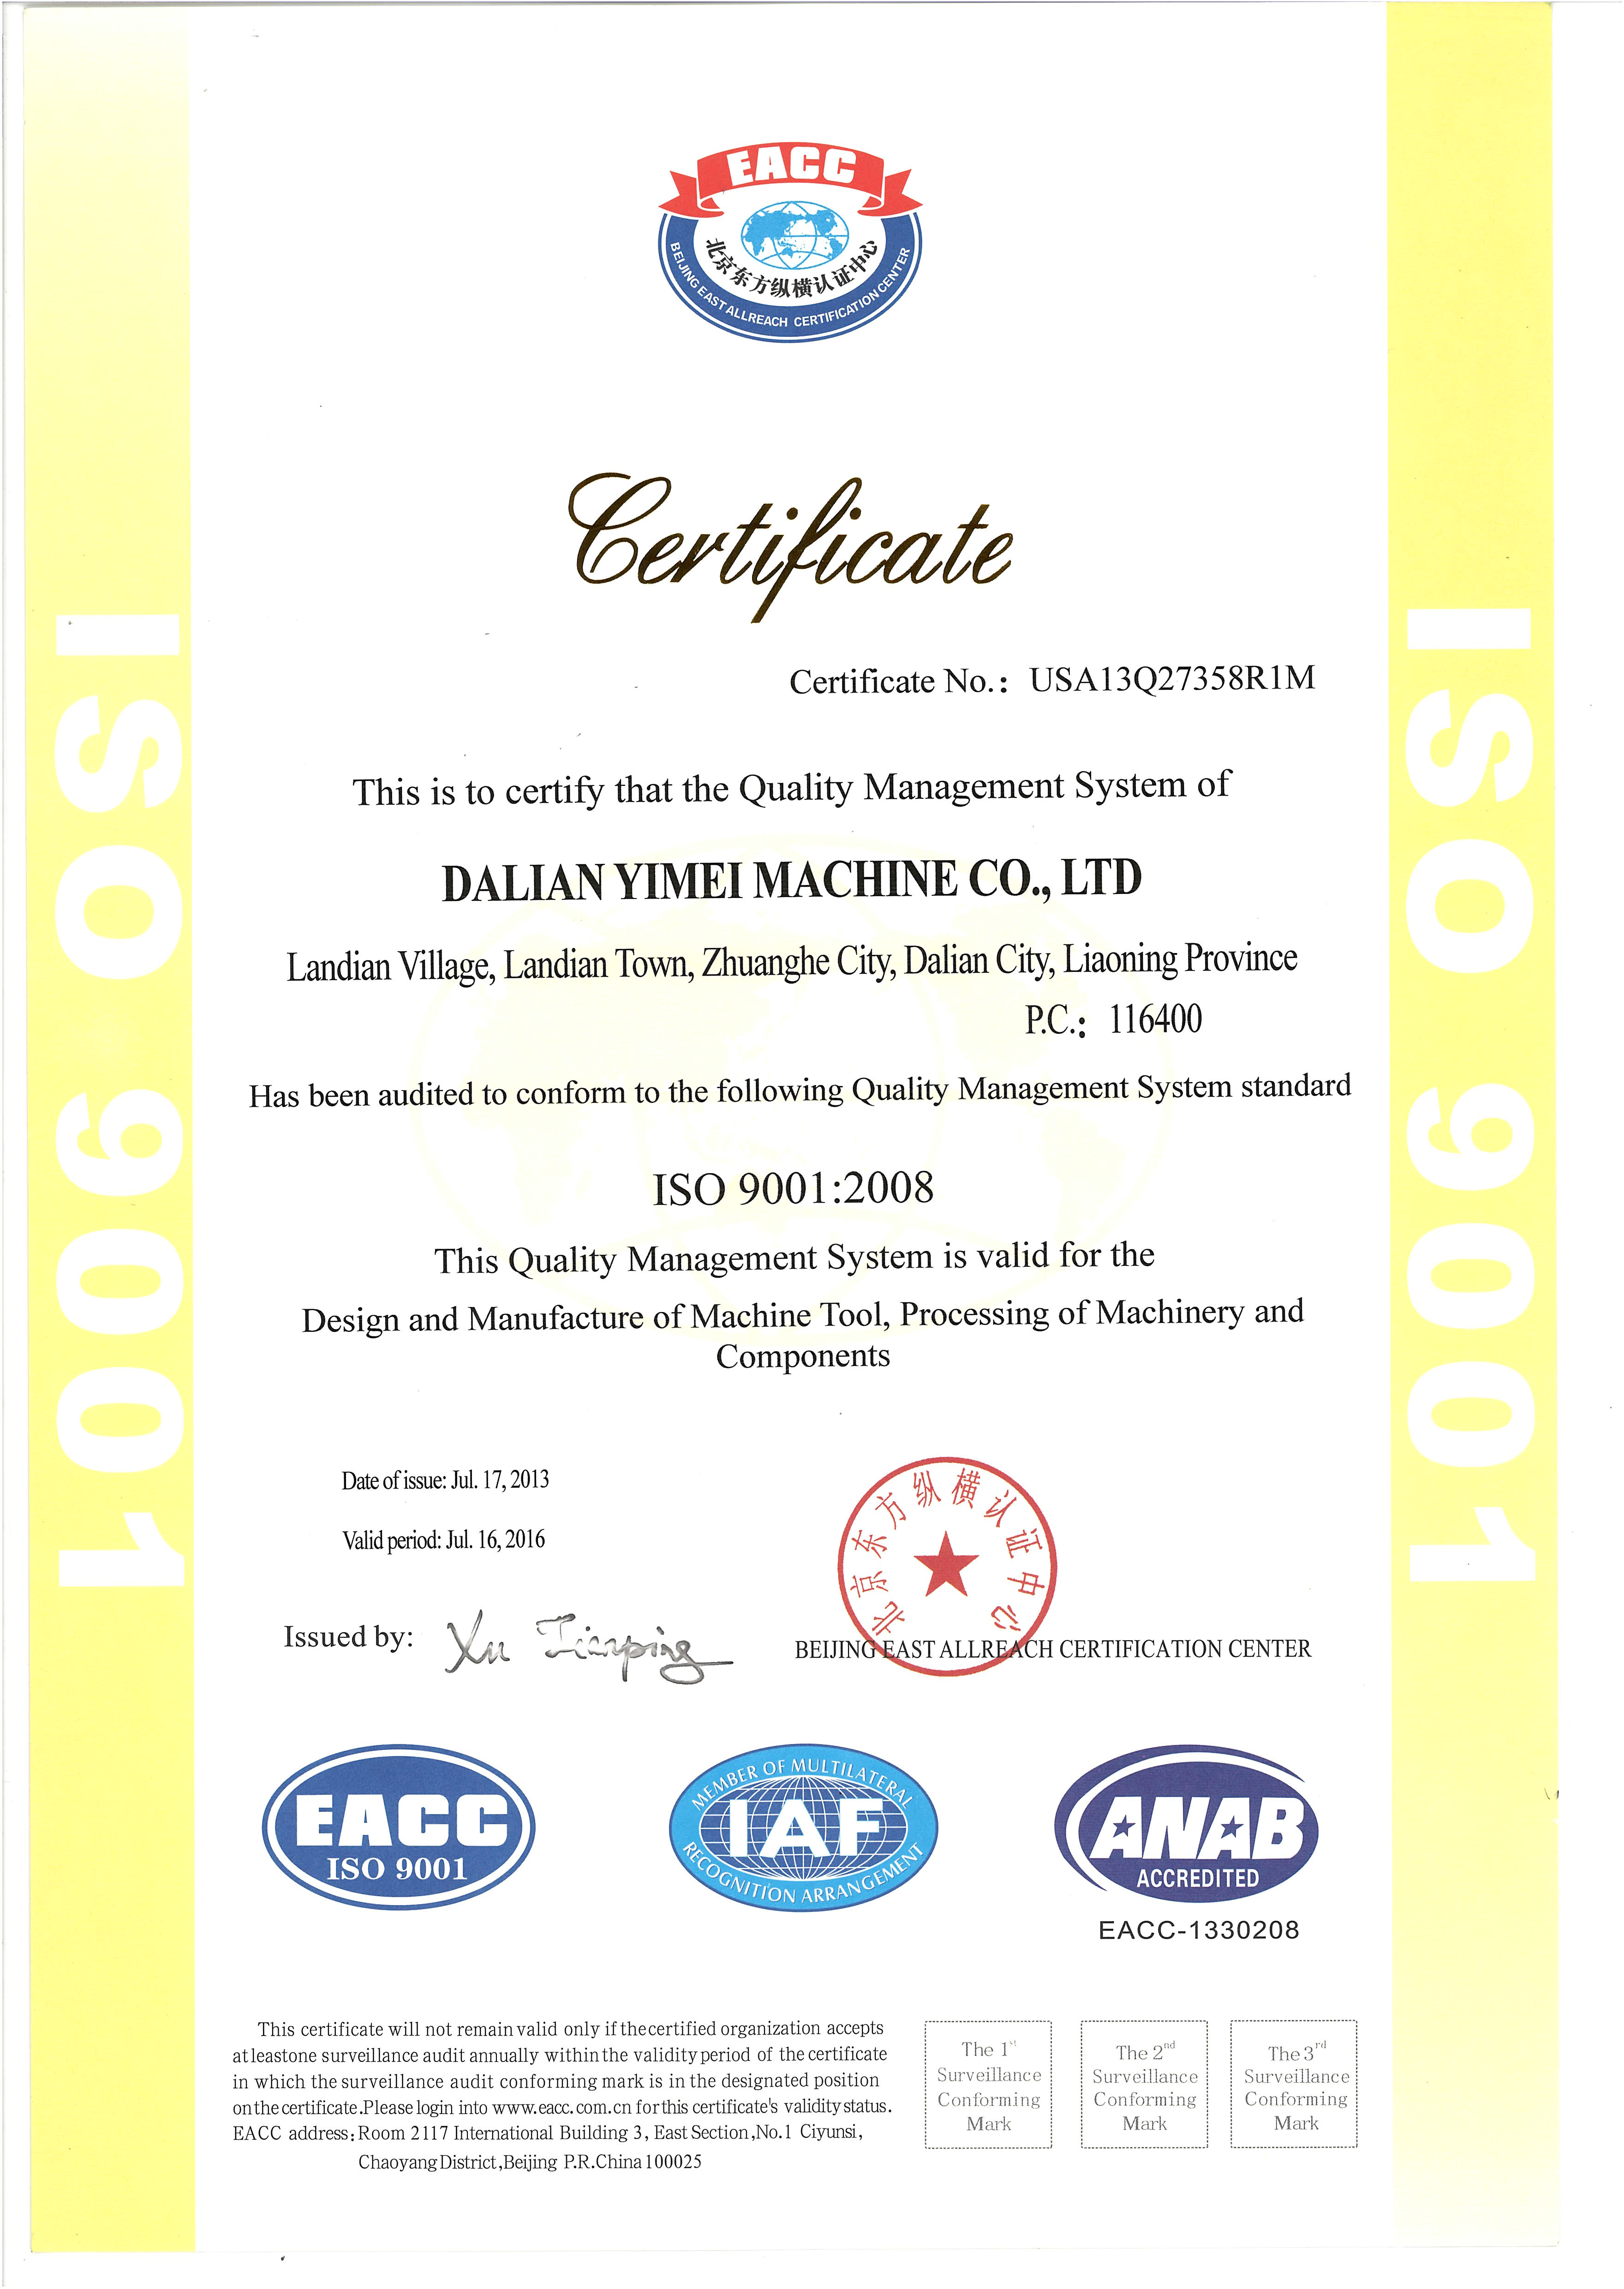 EACC
北京东方纵横认证中心
BEIJING EAST ALLREACH CERTIFICATION CENTER
Certificate
Certificate No.: USA13Q27358R1M
This is to certify that the Quality Management System of
DALIAN YIMEI MACHINE CO., LTD
Landian Village, Landian Town, Zhuanghe City, Dalian City, Liaoning Province
P.C.: 116400
Has been audited to conform to the following Quality Management System standard
ISO 9001:2008
This Quality Management System is valid for the
Design and Manufacture of Machine Tool, Processing of Machinery and
Components
ISO 9001
ISO 9001
Date of issue: Jul. 17, 2013
Valid period: Jul. 16, 2016
Issued by: Xu Jianping
北京东方纵横认证中心
BEIJING EAST ALLREACH CERTIFICATION CENTER
EACC
ISO 9001
MEMBER OF MULTILATERAL
IAF
RECOGNITION ARRANGEMENT
ANAB
ACCREDITED
EACC-1330208
This certificate will not remain valid only if the certified organization accepts
at leastone surveillance audit annually within the validity period of the certificate
in which the surveillance audit conforming mark is in the designated position
on the certificate.Please login into www.eacc.com.cn for this certificate's validity status.
EACC address: Room 2117 International Building 3, East Section,No.1 Ciyunsi,
Chaoyang District,Beijing P.R.China 100025
The 1st
Surveillance
Conforming
Mark
The 2nd
Surveillance
Conforming
Mark
The 3rd
Surveillance
Conforming
Mark